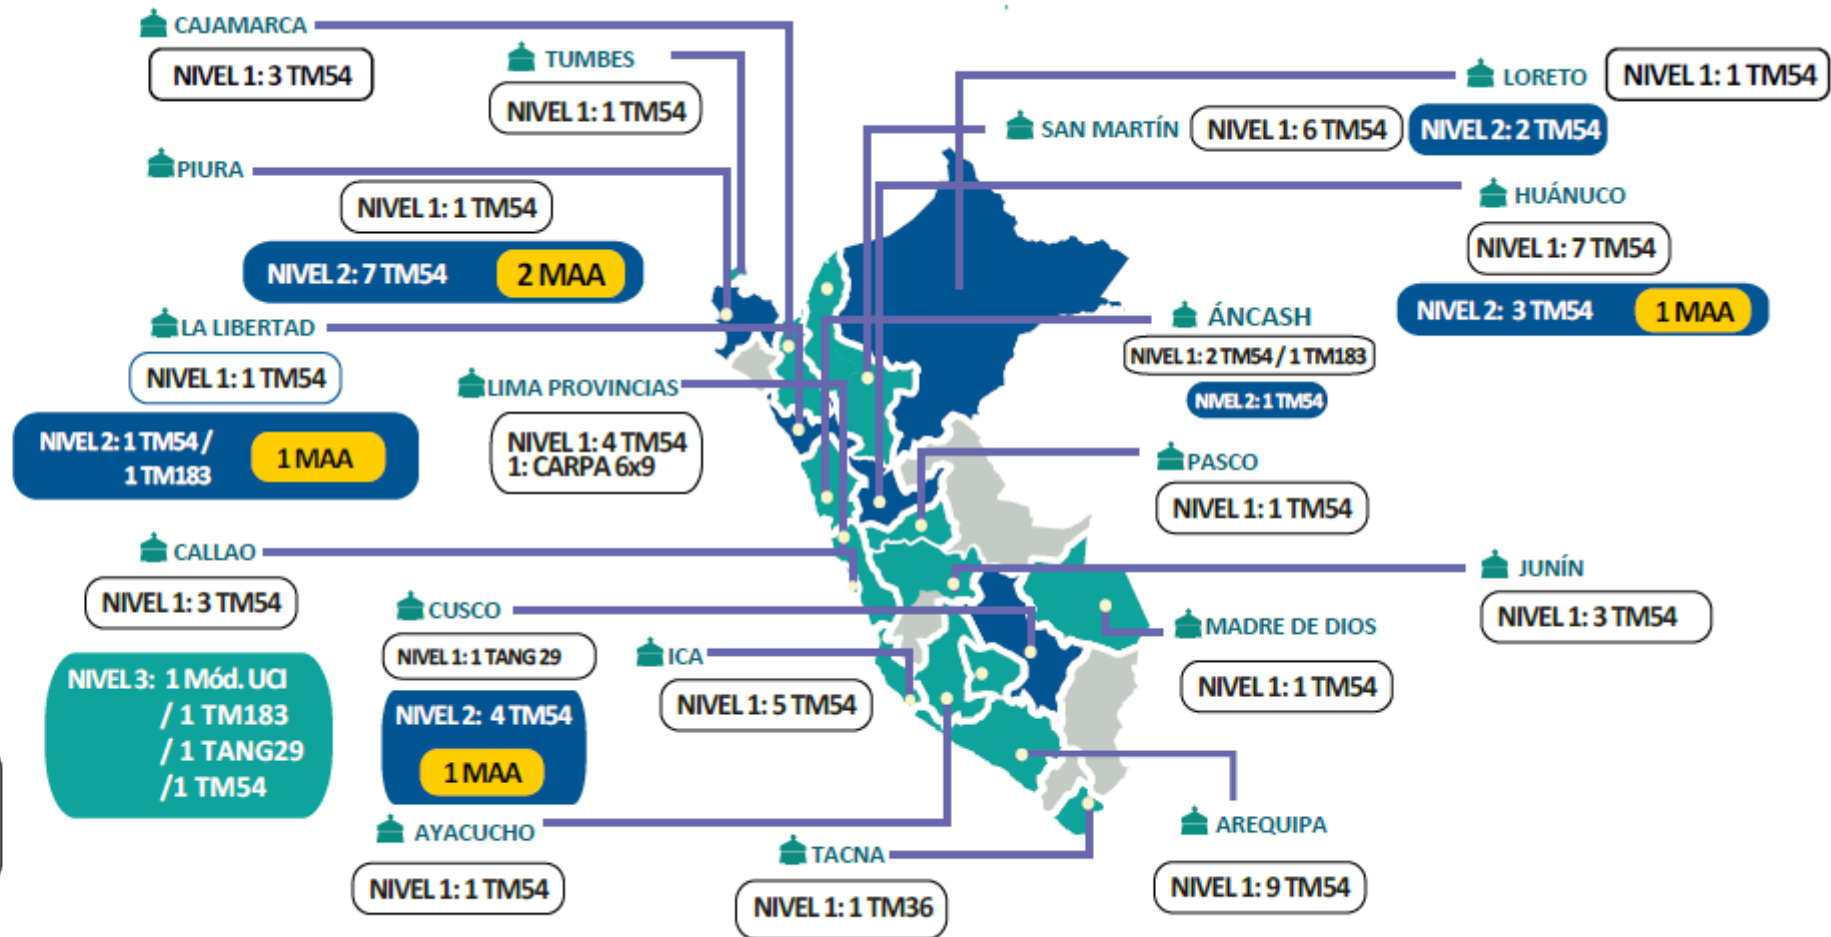 CAJAMARCA
NIVEL 1: 3 TM54
TUMBES
NIVEL 1: 1 TM54
LORETO
NIVEL 1: 1 TM54
SAN MARTÍN
NIVEL 1: 6 TM54
NIVEL 2: 2 TM54
PIURA
NIVEL 1: 1 TM54
NIVEL 2: 7 TM54
2 MAA
HUÁNUCO
NIVEL 1: 7 TM54
NIVEL 2: 3 TM54
1 MAA
LA LIBERTAD
NIVEL 1: 1 TM54
NIVEL 2: 1 TM54 /
1 TM183
1 MAA
LIMA PROVINCIAS
NIVEL 1: 4 TM54
1: CARPA 6x9
ÁNCASH
NIVEL 1: 2 TM54 / 1 TM183
NIVEL 2: 1 TM54
PASCO
NIVEL 1: 1 TM54
CALLAO
NIVEL 1: 3 TM54
NIVEL 3: 1 Mód. UCI
/ 1 TM183
/ 1 TANG29
/1 TM54
CUSCO
NIVEL 1: 1 TANG 29
NIVEL 2: 4 TM54
1 MAA
ICA
NIVEL 1: 5 TM54
JUNÍN
NIVEL 1: 3 TM54
MADRE DE DIOS
NIVEL 1: 1 TM54
AYACUCHO
NIVEL 1: 1 TM54
TACNA
NIVEL 1: 1 TM36
AREQUIPA
NIVEL 1: 9 TM54